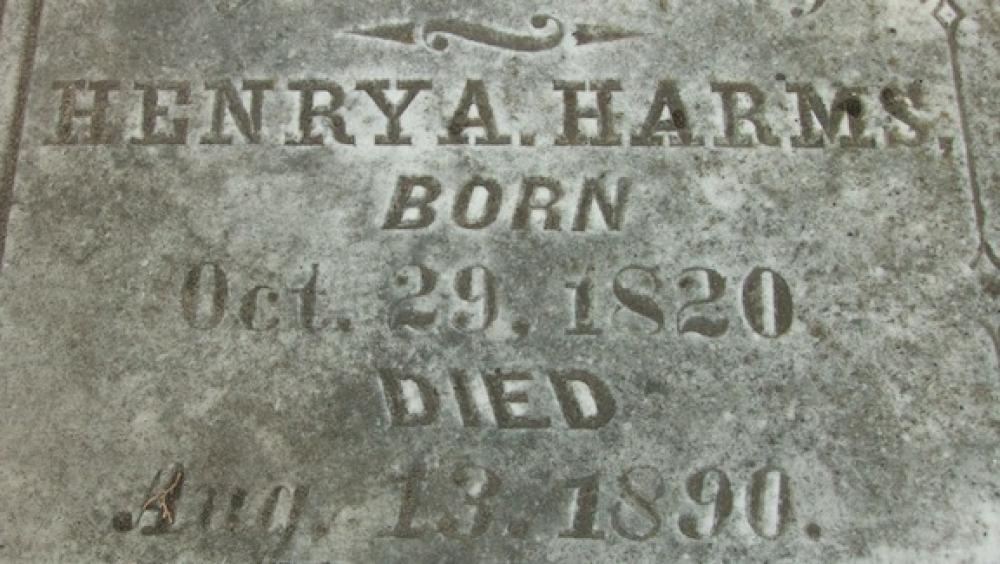 HENRY A. HARMS,
BORN
Oct. 29, 1820
DIED
Aug. 13. 1890.